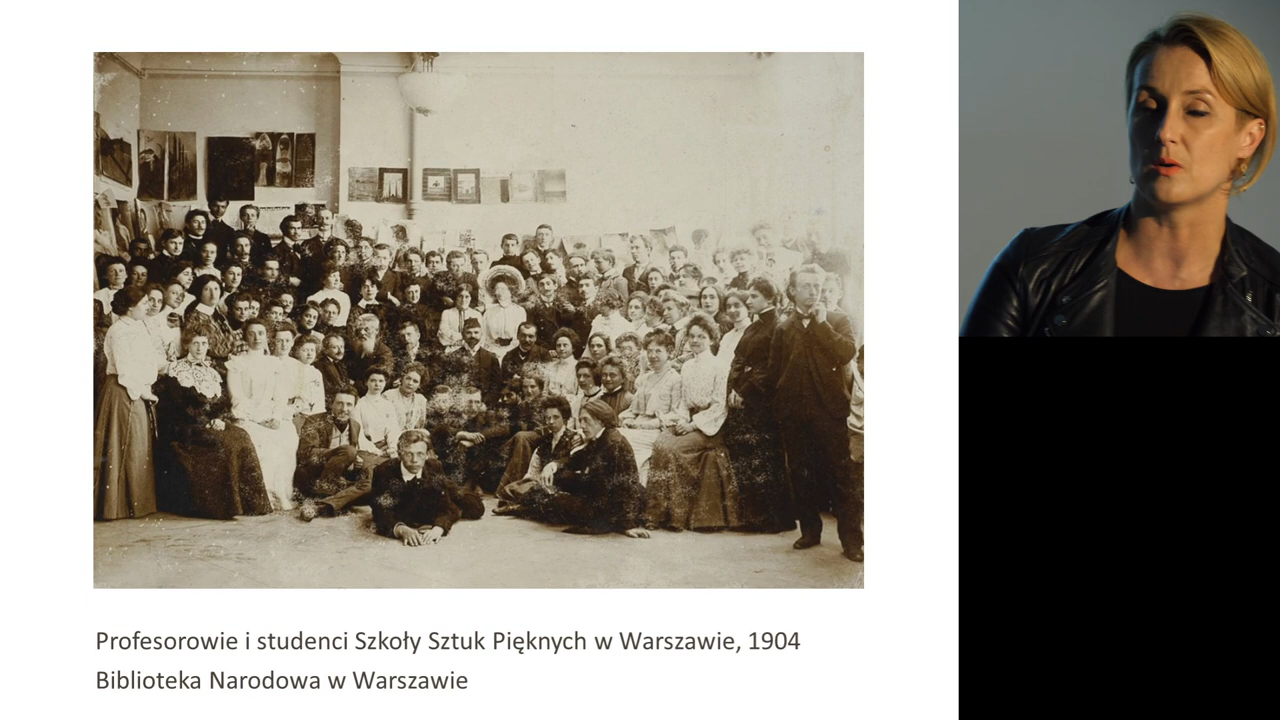 Profesorowie i studenci Szkoły Sztuk Pięknych w Warszawie, 1904
Biblioteka Narodowa w Warszawie